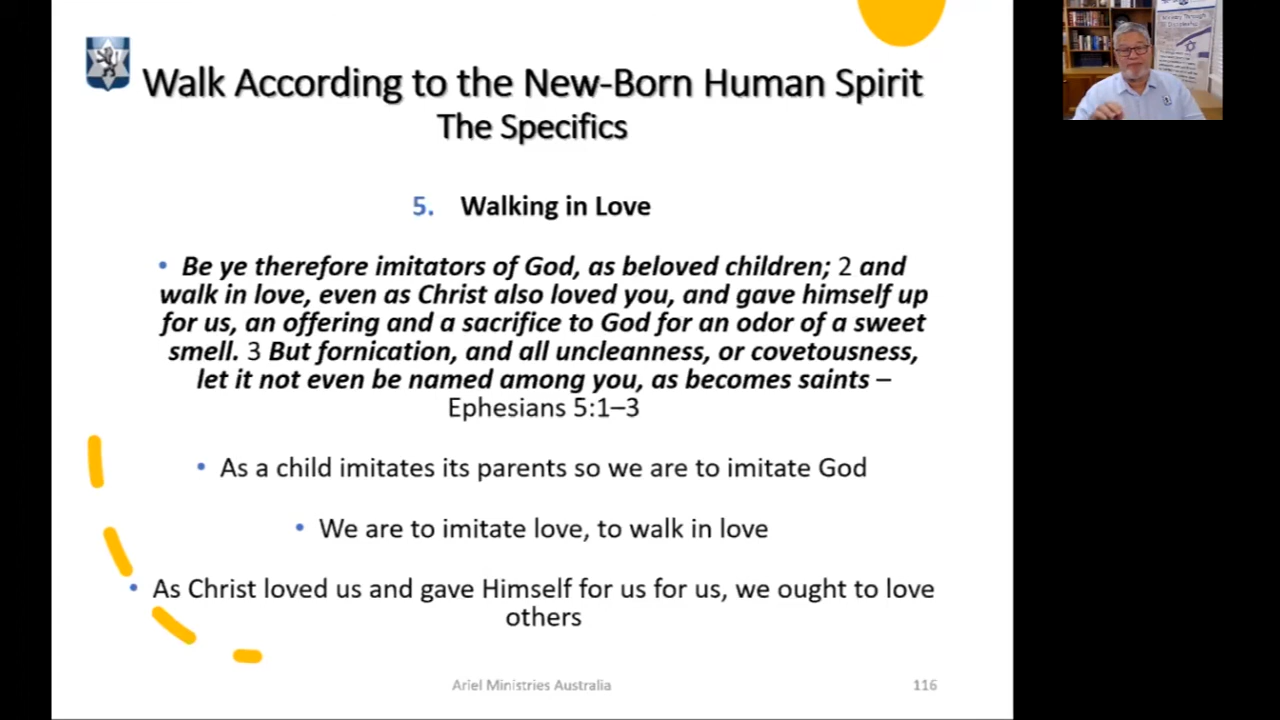 Walk According to the New-Born Human Spirit
The Specifics
5. Walking in Love
• Be ye therefore imitators of God, as beloved children; 2 and
walk in love, even as Christ also loved you, and gave himself up
for us, an offering and a sacrifice to God for an odor of a sweet
smell. 3 But fornication, and all uncleanness, or covetousness,
let it not even be named among you, as becomes saints –
Ephesians 5:1–3
• As a child imitates its parents so we are to imitate God
• We are to imitate love, to walk in love
• As Christ loved us and gave Himself for us for us, we ought to love
others
Ariel Ministries Australia
116